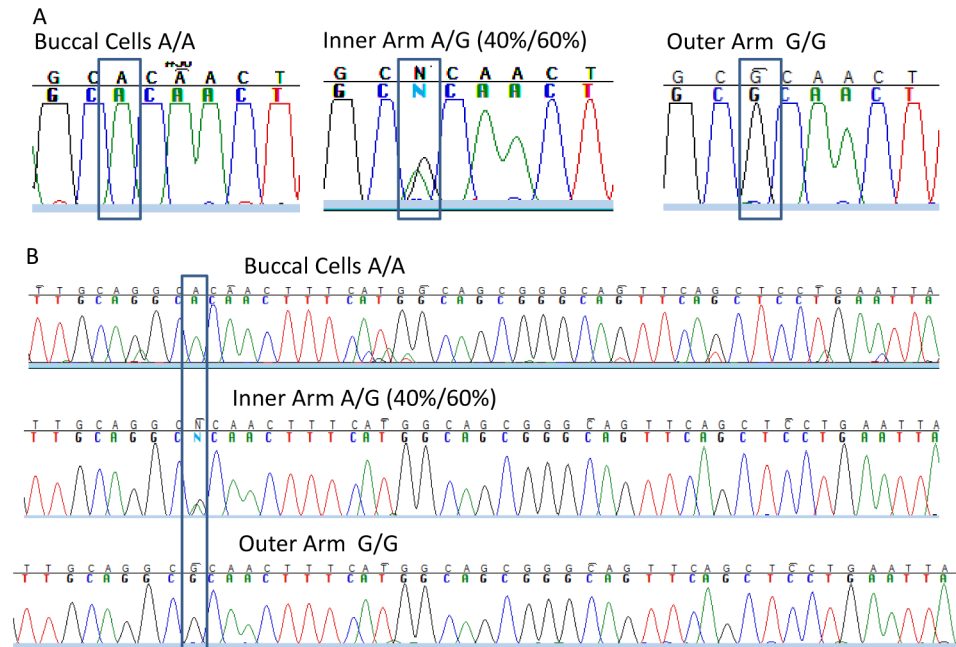 A
Buccal Cells A/A
Inner Arm A/G (40%/60%)
Outer Arm G/G
G C A C A A C T
G C A C A A C T
G C N C A A C T
G C N C A A C T
G C G C A A C T
G C G C A A C T
B
Buccal Cells A/A
T T G C A G G C A C A A C T T T C A T G G C A G C G G G C A G T T C A G C T C C T G A A T T A
T T G C A G G C A C A A C T T T C A T G G C A G C G G G C A G T T C A G C T C C T G A A T T A
Inner Arm A/G (40%/60%)
T T G C A G G C N C A A C T T T C A T G G C A G C G G G C A G T T C A G C T C C T G A A T T A
T T G C A G G C N C A A C T T T C A T G G C A G C G G G C A G T T C A G C T C C T G A A T T A
Outer Arm G/G
T T G C A G G C G C A A C T T T C A T G G C A G C G G G C A G T T C A G C T C C T G A A T T A
T T G C A G G C G C A A C T T T C A T G G C A G C G G G C A G T T C A G C T C C T G A A T T A